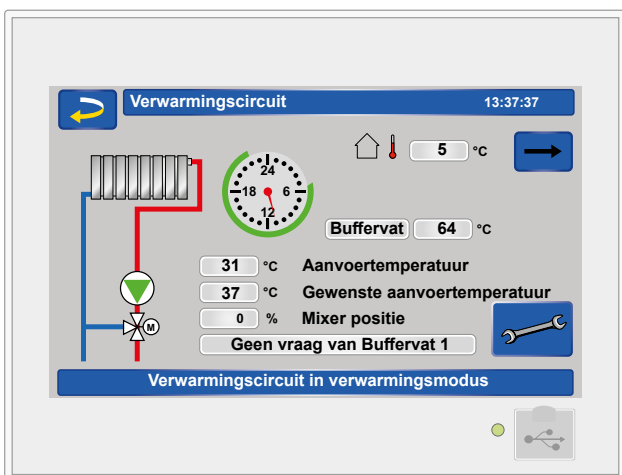 Verwarmingscircuit 13:37:37
5 °C
24
18 6
12
Buffervat 64 °C
31 °C Aanvoertemperatuur
37 °C Gewenste aanvoertemperatuur
M 0 % Mixer positie
Geen vraag van Buffervat 1
Verwarmingscircuit in verwarmingsmodus